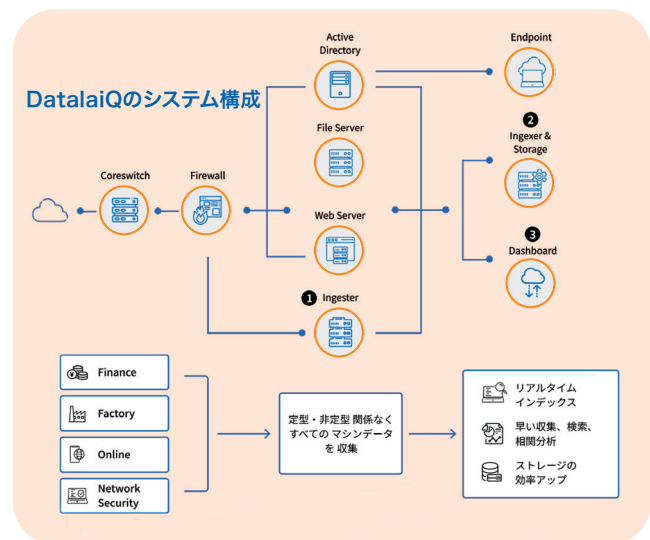 DatalaiQのシステム構成
Active
Directory
Endpoint
File Server
2
Ingexer &
Storage
Coreswitch
Firewall
Web Server
3
Dashboard
1 Ingester
Finance
Factory
Online
Network
Security
定型・非定型 関係なく
すべての マシンデータ
を 収集
リアルタイム
インデックス
早い収集、検索、
相関分析
ストレージの
効率アップ